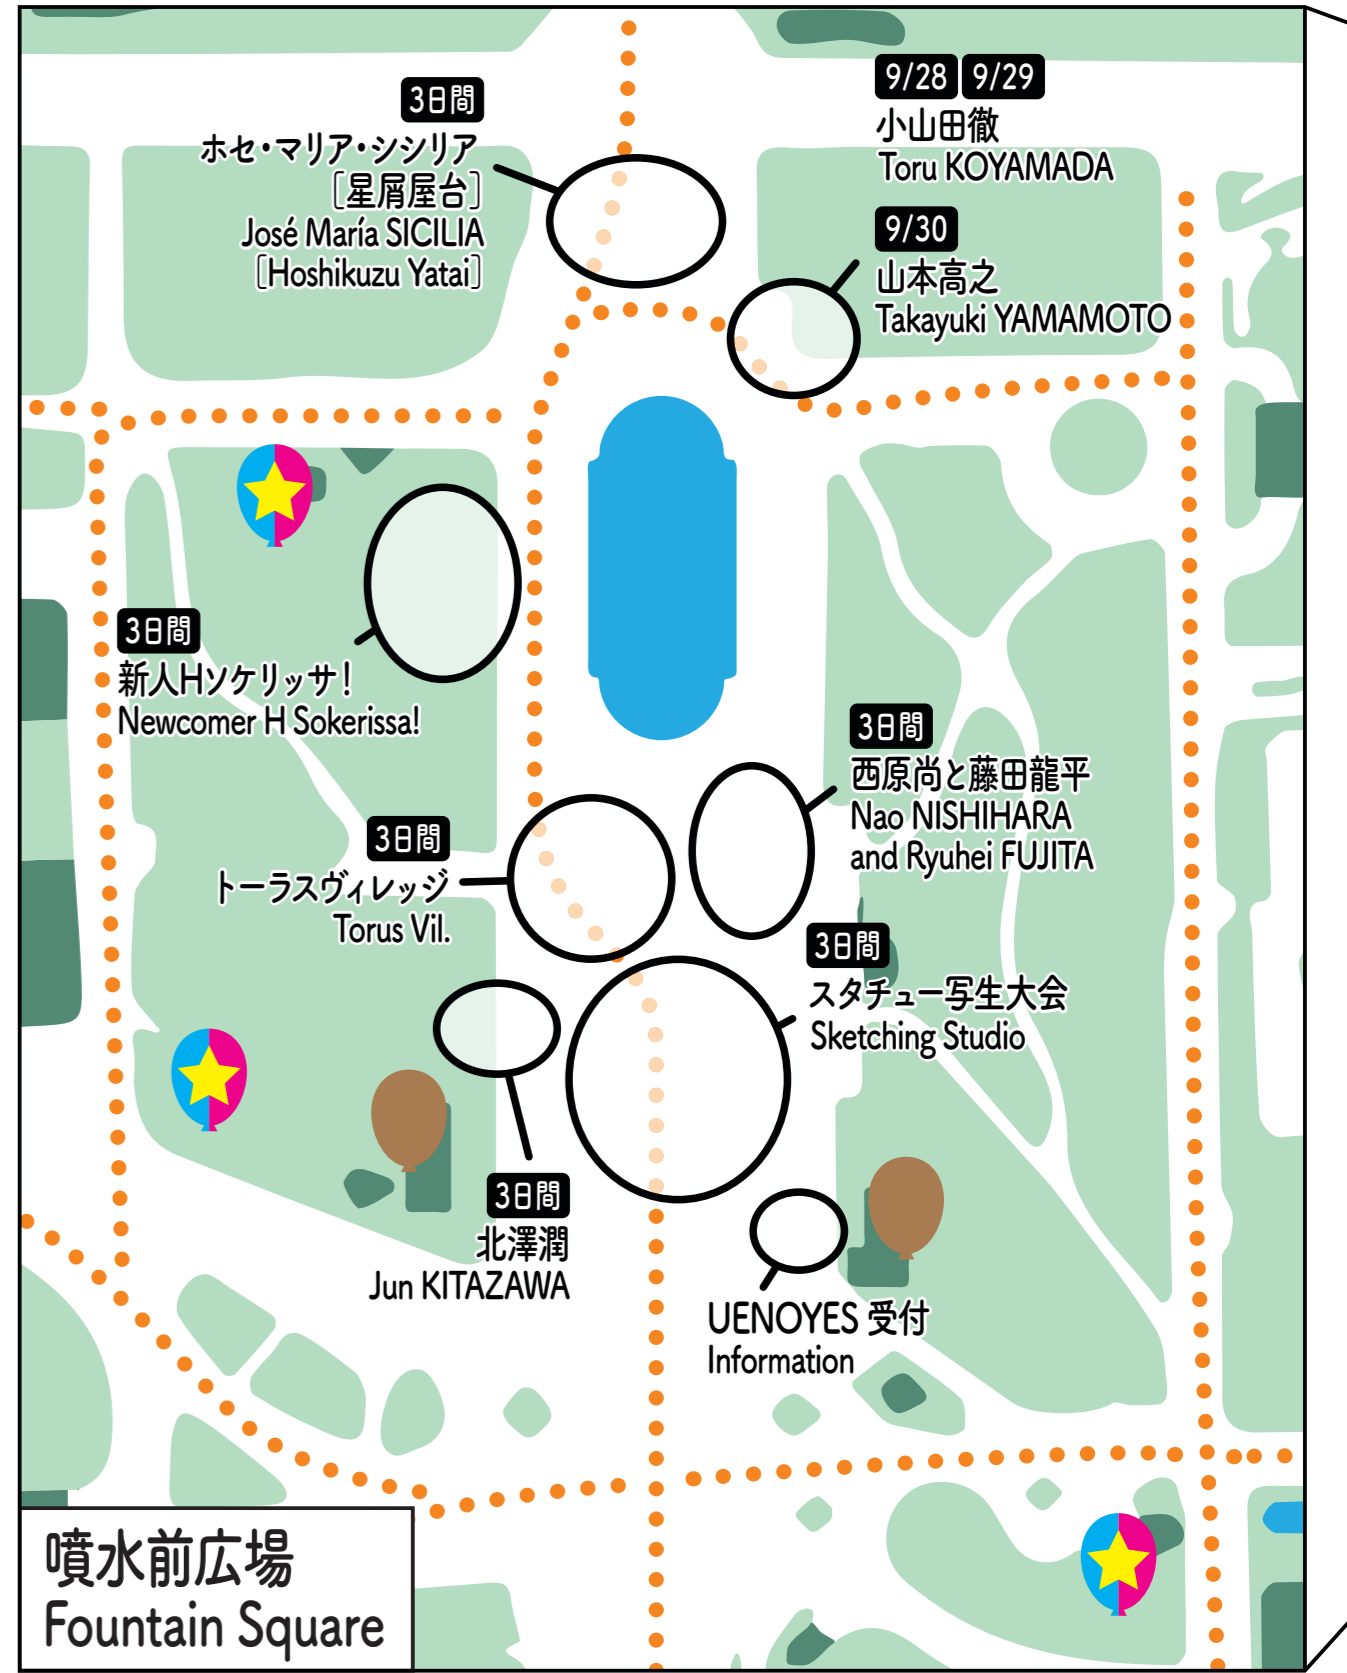 3日間
ホセ・マリア・シシリア
［星屑屋台］
José María SICILIA
［Hoshikuzu Yatai］
9/28 9/29
小山田徹
Toru KOYAMADA
9/30
山本高之
Takayuki YAMAMOTO
3日間
新人Hソケリッサ！
Newcomer H Sokerissa!
3日間
西原尚と藤田龍平
Nao NISHIHARA
and Ryuhei FUJITA
3日間
トーラスヴィレッジ
Torus Vil.
3日間
スタチュー写生大会
Sketching Studio
3日間
北澤潤
Jun KITAZAWA
UENOYES 受付
Information
噴水前広場
Fountain Square